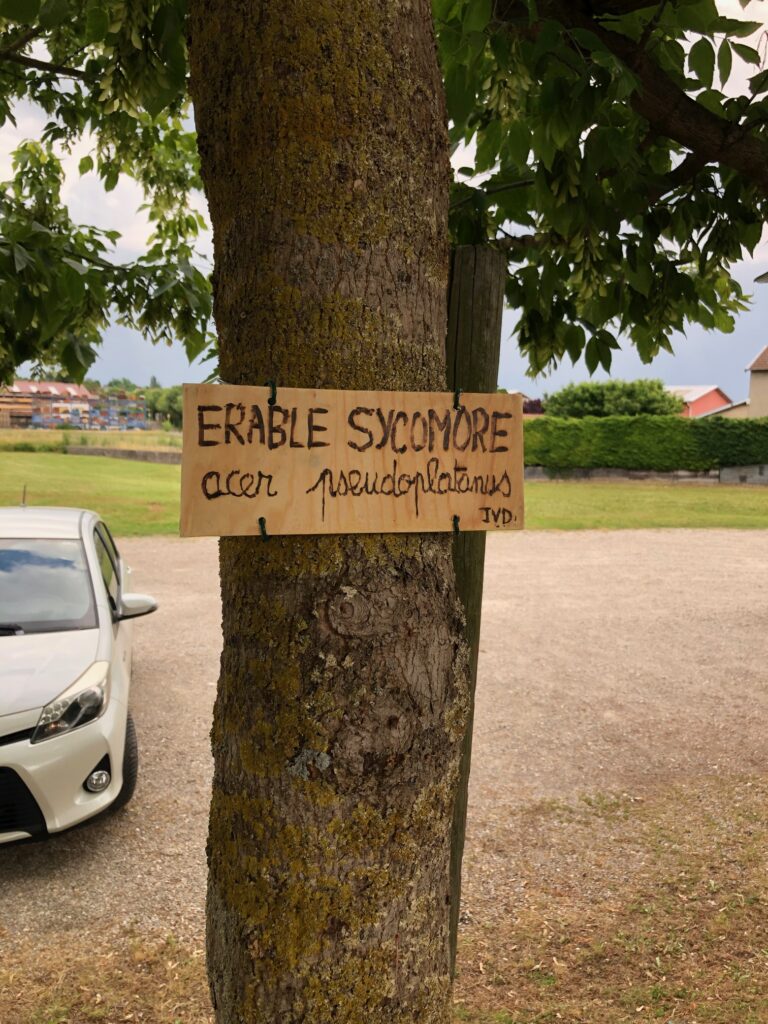 ERABLE SYCOMORE
acer pseudoplatanus
JVD.